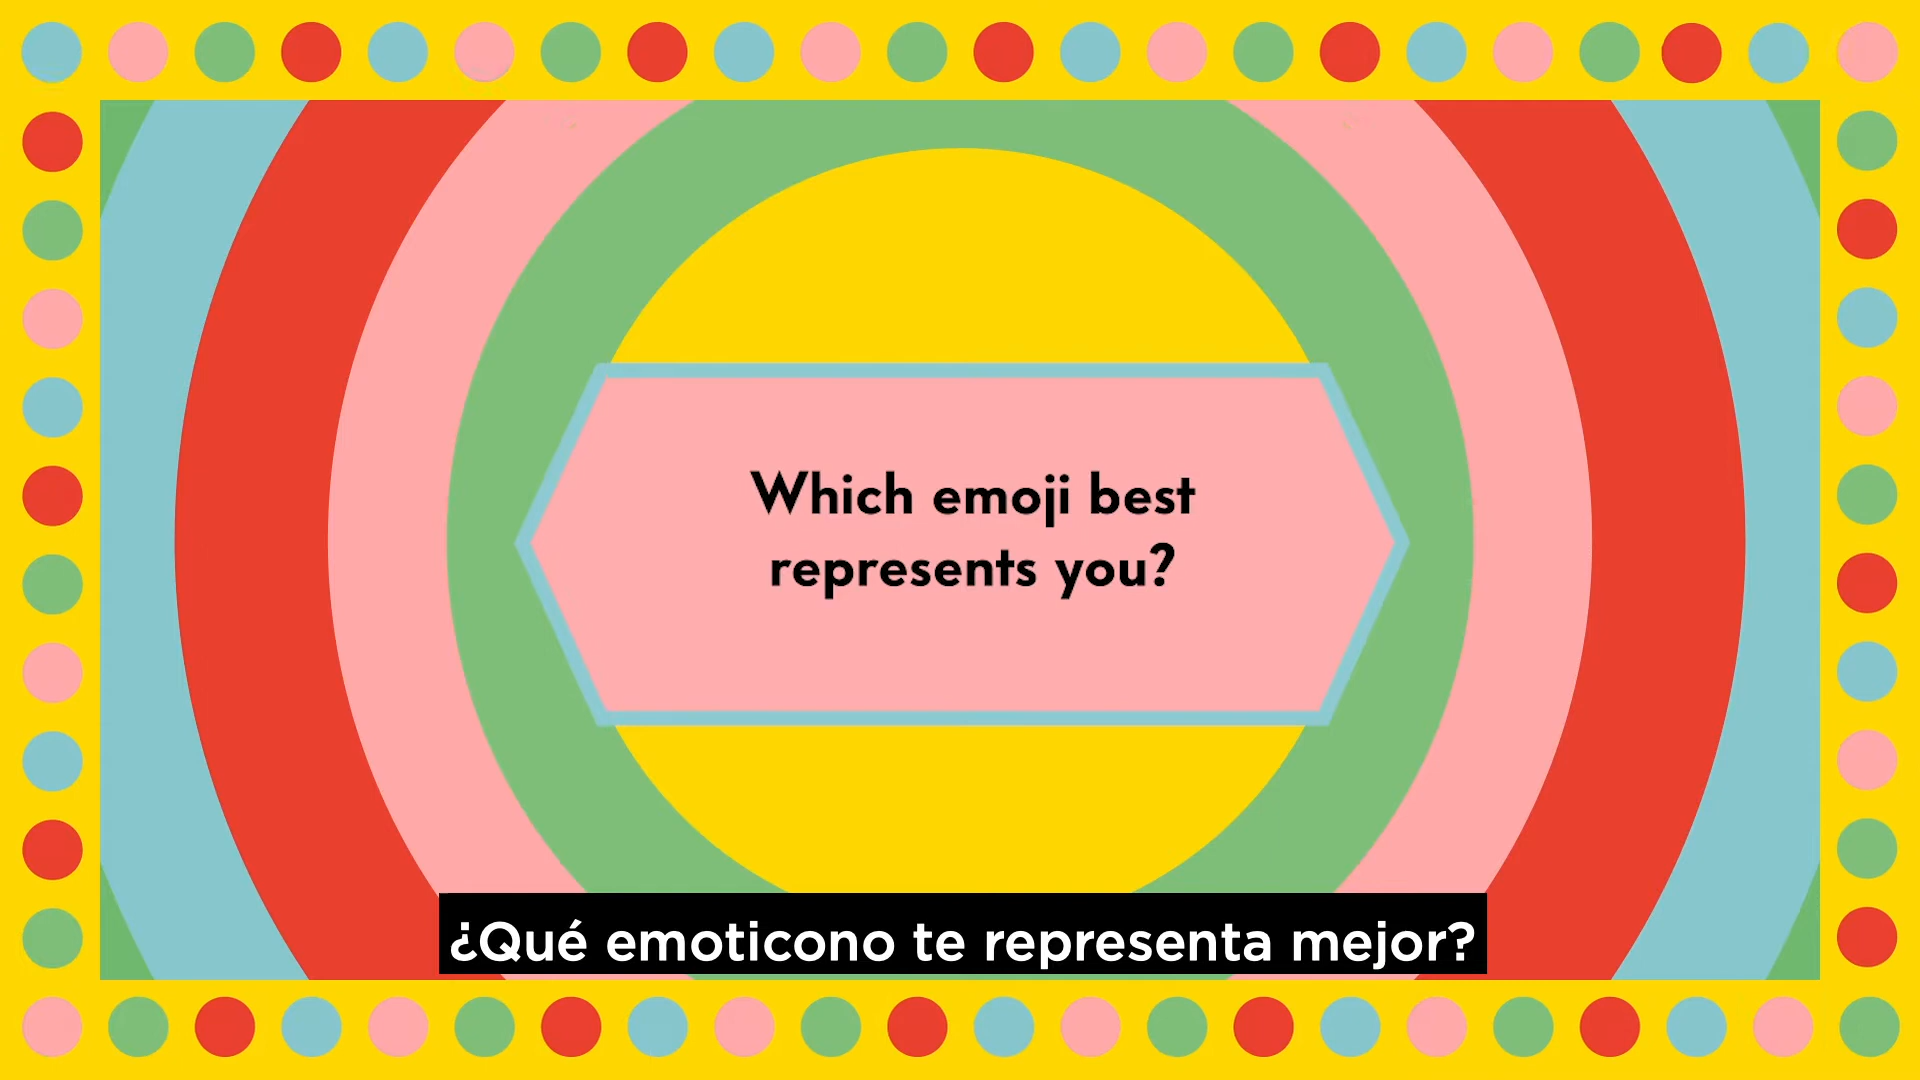 Which emoji best
represents you?
¿Qué emoticono te representa mejor?